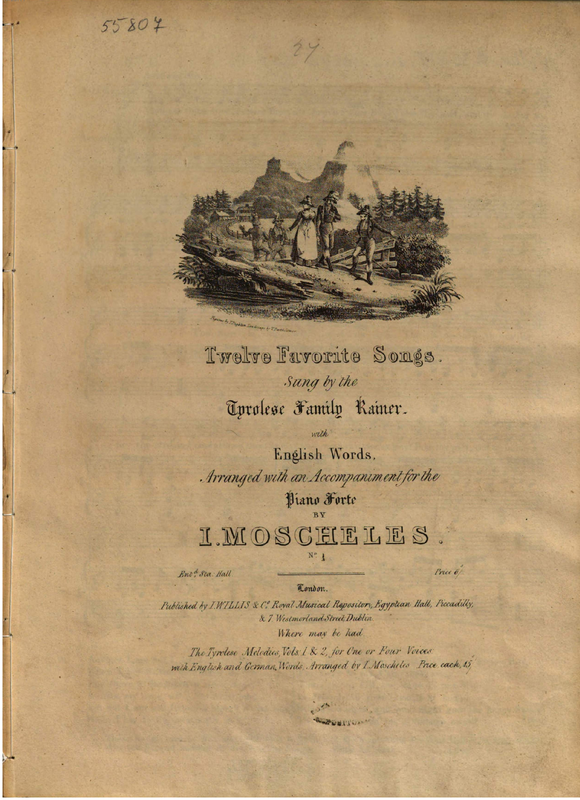 55807
24
Twelve Favorite Songs.
Sung by the
Tyrolese Family Rainer.
with
English Words,
Arranged with an Accompaniment for the
Piano Forte
BY
I. MOSCHELES.
No. 1
Entd. Sta. Hall
Price
London.
Published by I. WILLIS & Co. Royal Musical Repository, Egyptian Hall, Piccadilly,
& 7 Westmorland Street Dublin
Where may be had
The Tyrolese Melodies, Vols. 1 & 2, for One or Four Voices
with English and German Words, Arranged by I. Moscheles Price each, 15